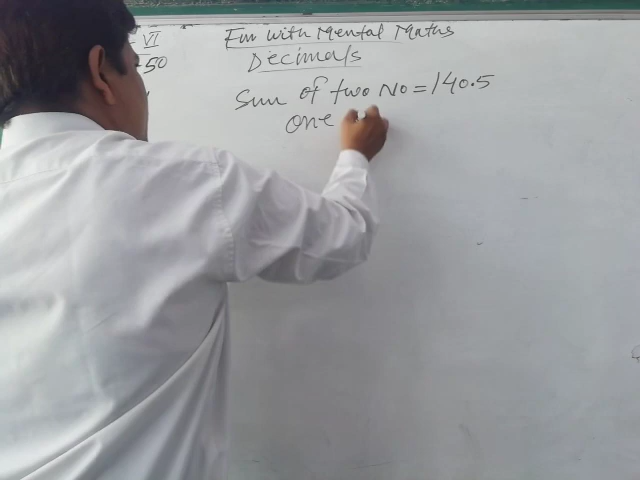 VI
50
Fun with Mental Maths
Decimals
Sum of two No = 140.5
one